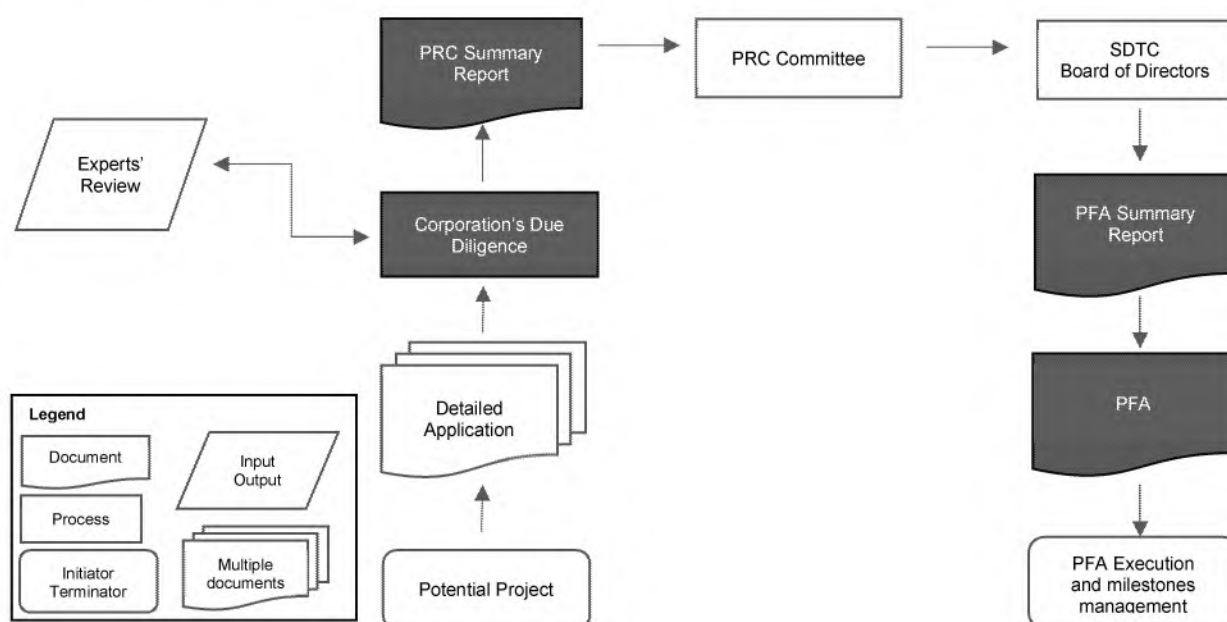 PRC Summary
Report
PRC Committee
SDTC
Board of Directors
Experts'
Review
Corporation's Due
Diligence
PFA Summary
Report
Detailed
Application
PFA
Legend
Document
Input
Output
Process
Initiator
Terminator
Multiple
documents
Potential Project
PFA Execution
and milestones
management